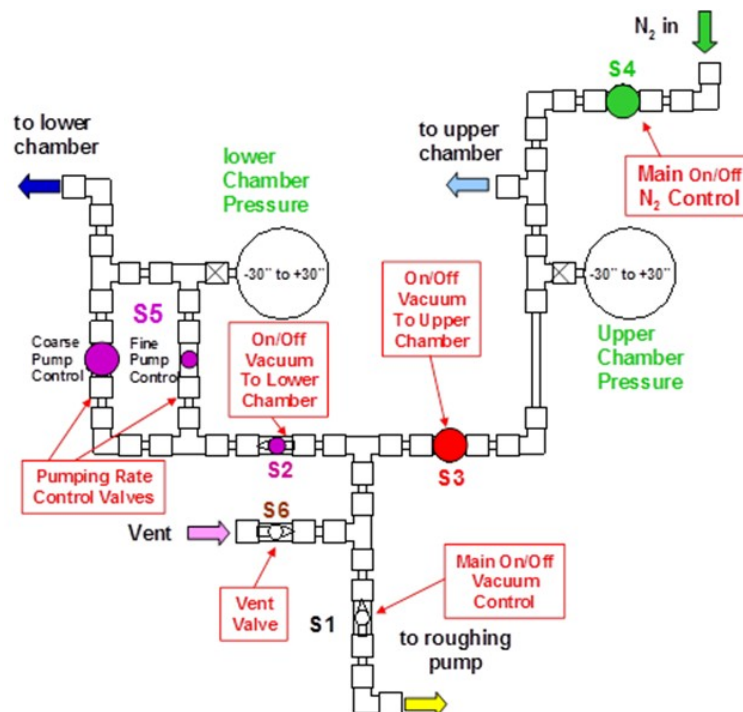 N2 in
S4
to lower
chamber
to upper
chamber
lower
Chamber
Pressure
Main On/Off
N2 Control
-30" to +30"
-30" to +30"
On/Off
Vacuum
To Upper
Chamber
S5
Coarse
Pump
Control
Fine
Pump
Control
On/Off
Vacuum
To Lower
Chamber
Upper
Chamber
Pressure
Pumping Rate
Control Valves
S2
S3
S6
Vent
Main On/Off
Vacuum
Control
Vent
Valve
S1
to roughing
pump